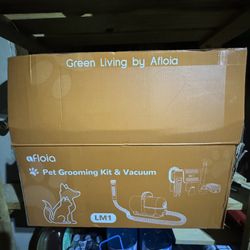 Green Living by Afloia
afloia
Pet Grooming Kit & Vacuum
LM1